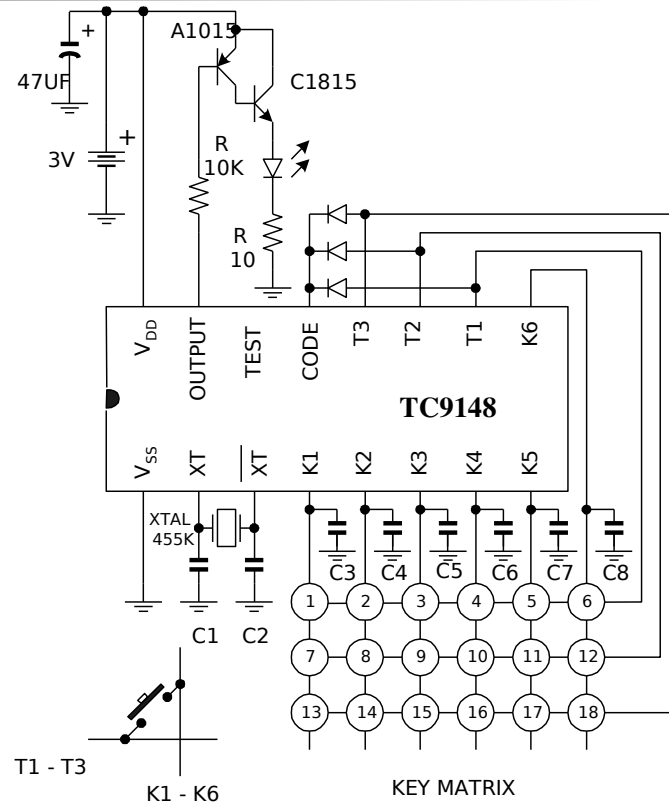 A1015
+
47UF
C1815
+
3V
R
10K
R
10
V_DD
OUTPUT
TEST
CODE
T3
T2
T1
K6
TC9148
V_SS
XT
XT
K1
K2
K3
K4
K5
XTAL
455K
C3
C4
C5
C6
C7
C8
C1
C2
1 2 3 4 5 6
7 8 9 10 11 12
13 14 15 16 17 18
T1 - T3
K1 - K6
KEY MATRIX